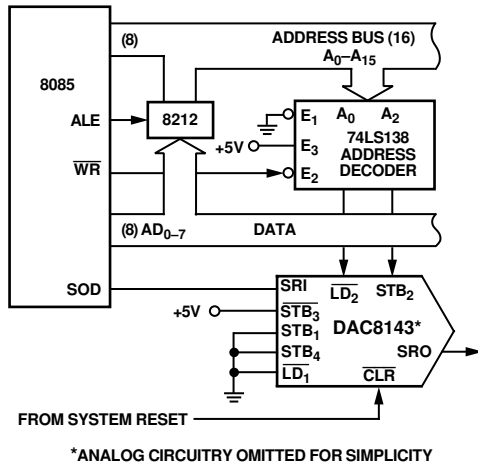 (8)
ADDRESS BUS (16)
A0–A15
8085
ALE
8212
E1
A0
A2
+5V
E3
74LS138
ADDRESS
DECODER
WR
E2
(8) AD0–7
DATA
SOD
SRI
LD2
STB2
+5V
STB3
STB1
DAC8143*
STB4
SRO
LD1
CLR
FROM SYSTEM RESET
*ANALOG CIRCUITRY OMITTED FOR SIMPLICITY